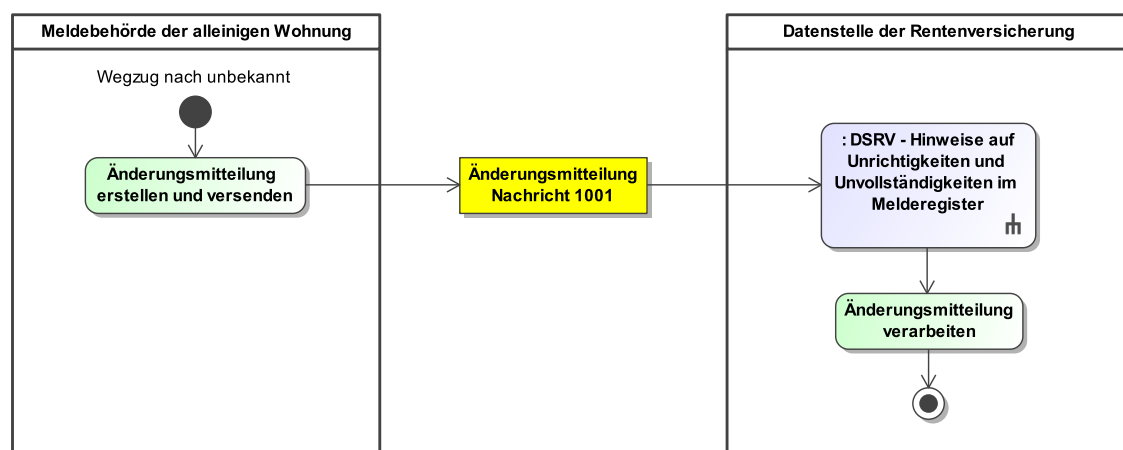 Meldebehörde der alleinigen Wohnung
Wegzug nach unbekannt
Änderungsmitteilung
erstellen und versenden
Änderungsmitteilung
Nachricht 1001
Datenstelle der Rentenversicherung
: DSRV - Hinweise auf
Unrichtigkeiten und
Unvollständigkeiten im
Melderegister
Änderungsmitteilung
verarbeiten